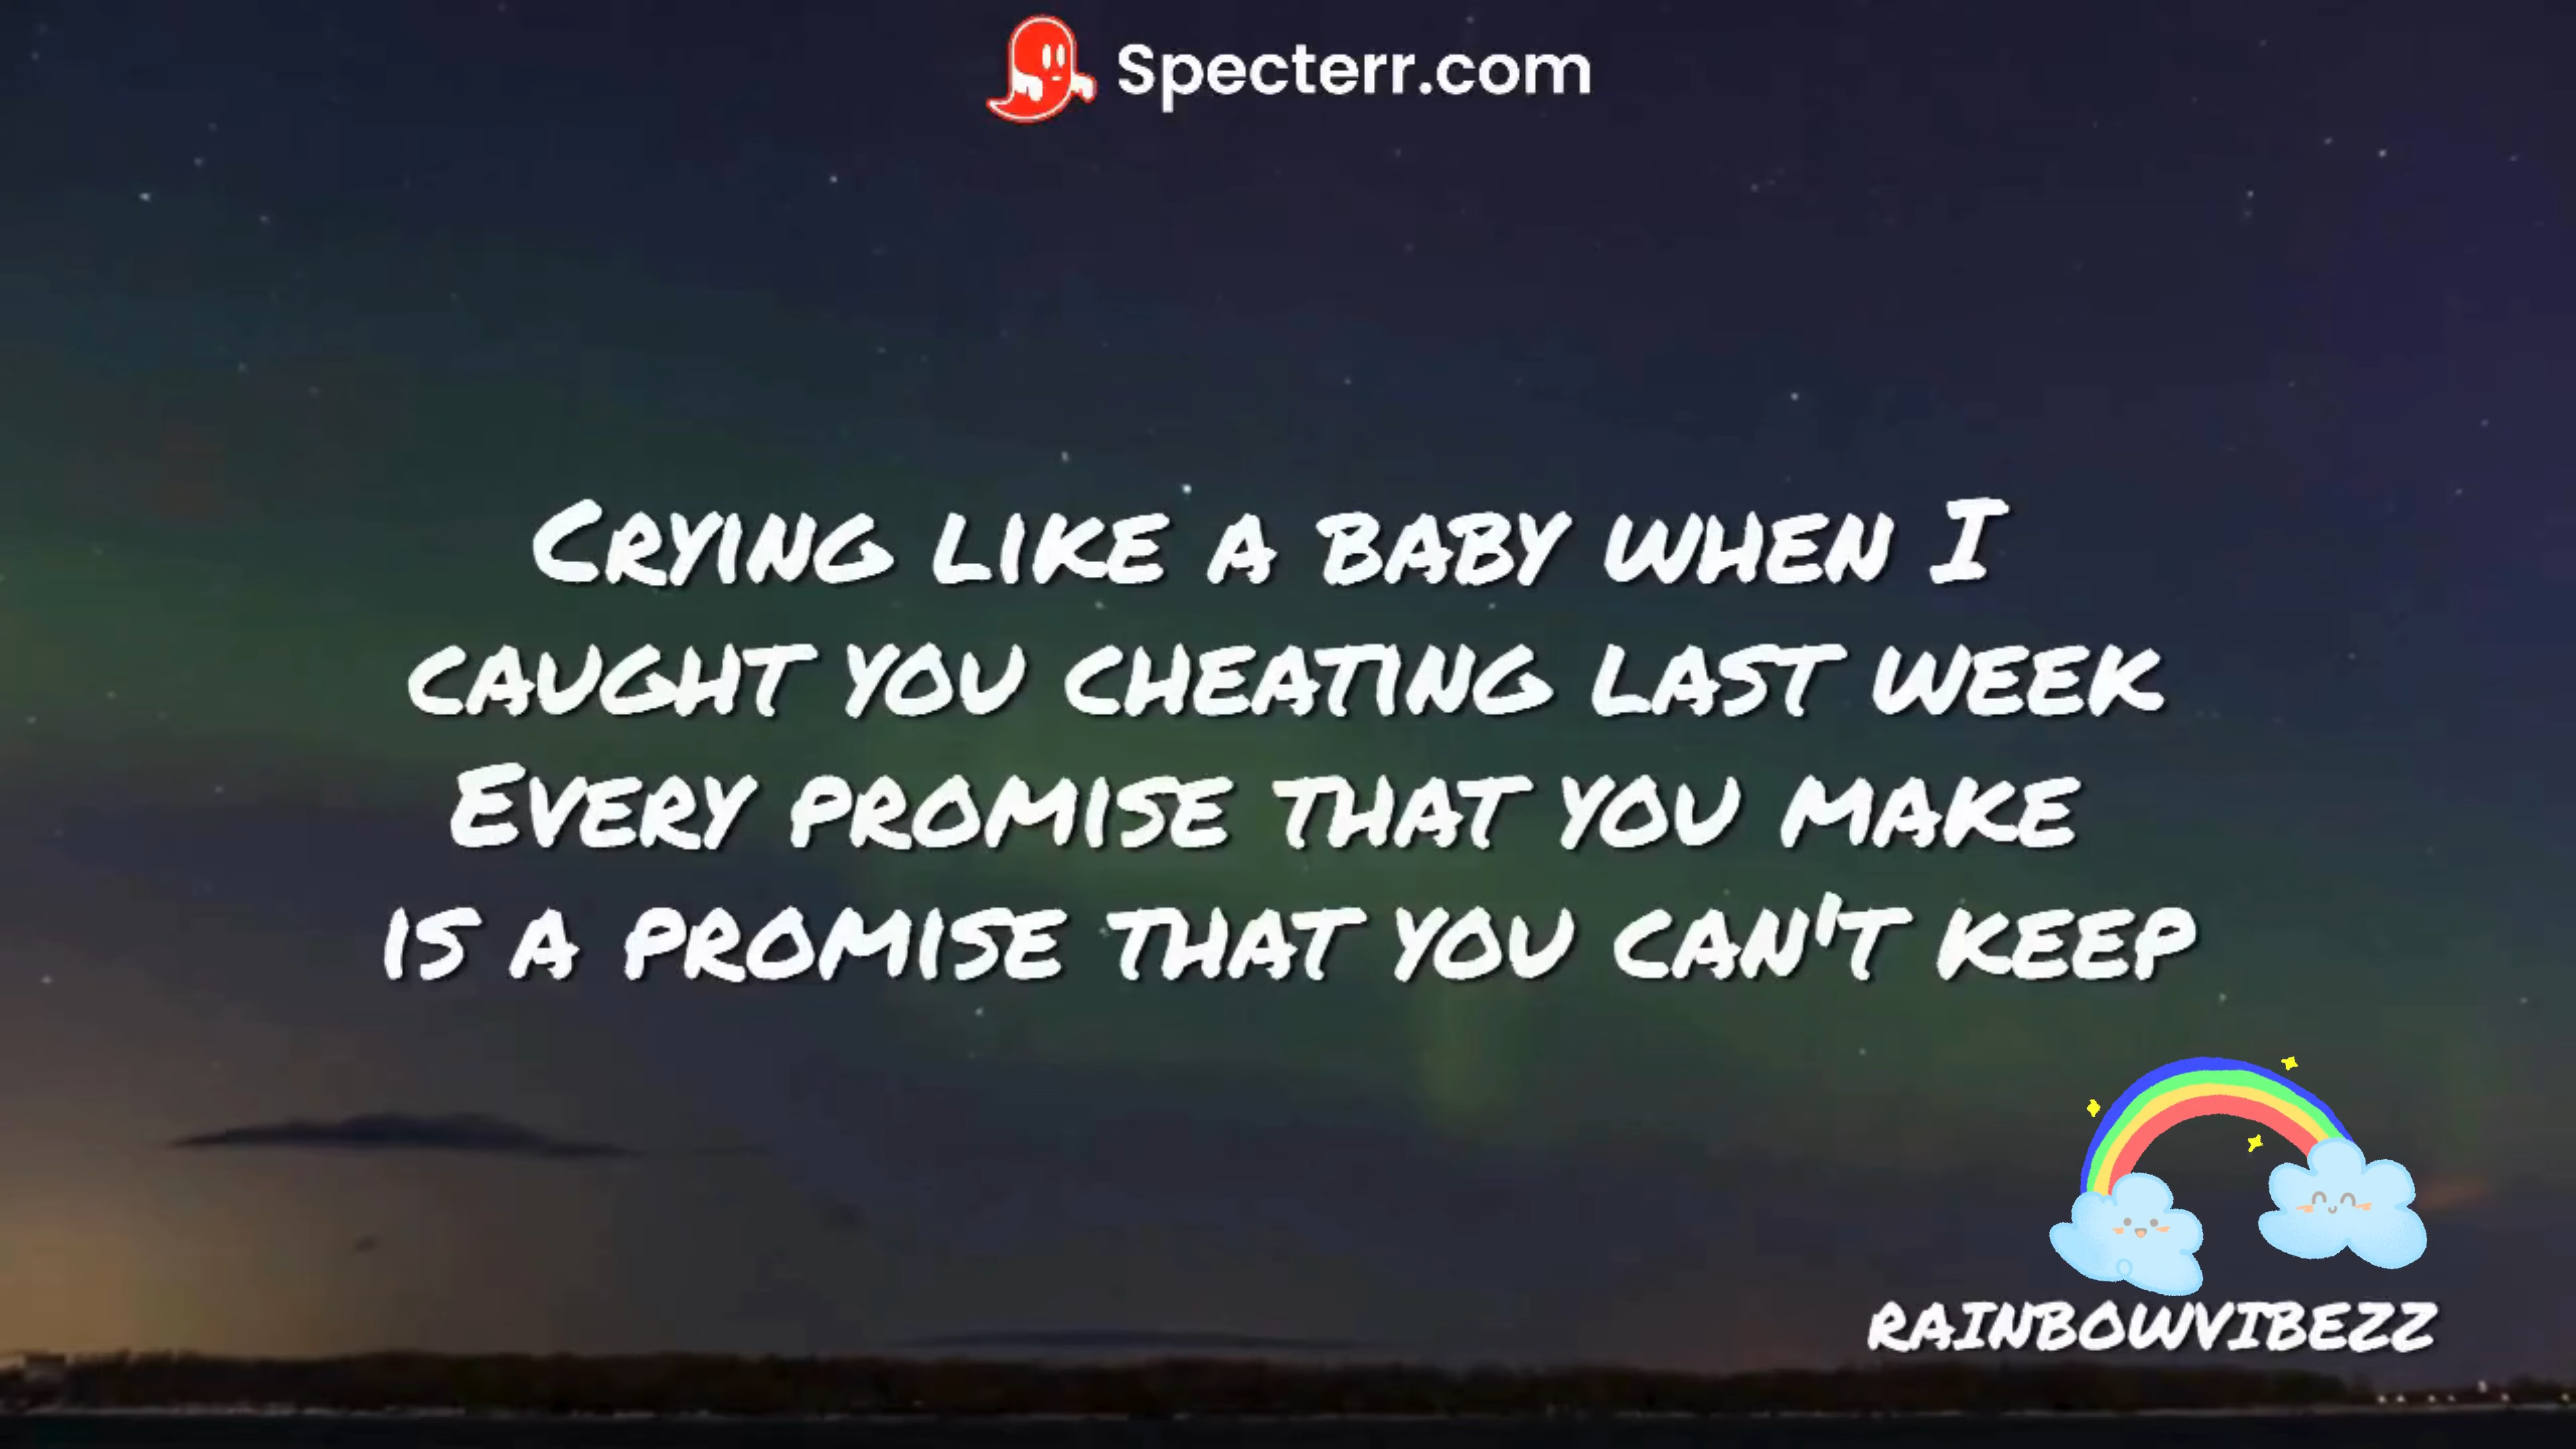 Specterr.com
Crying like a baby when I
caught you cheating last week
Every promise that you make
is a promise that you can't keep
RAINBOWVIBEZZ